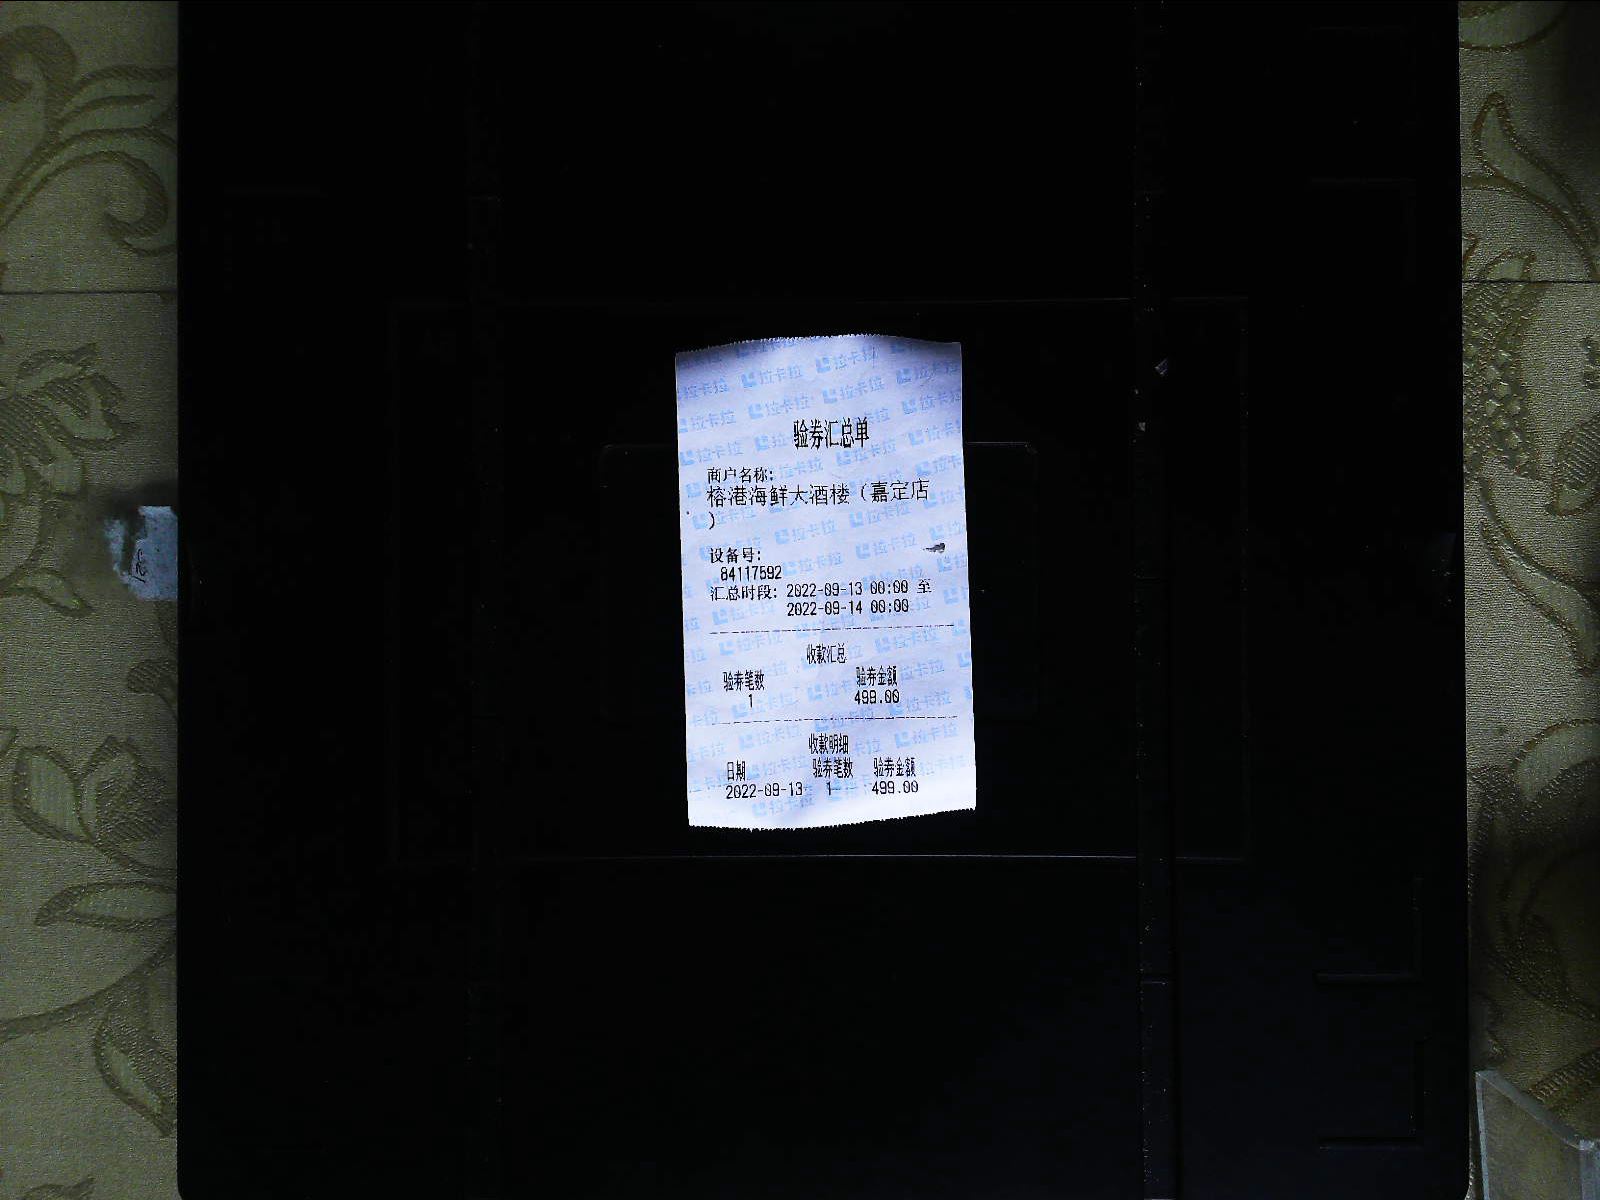 验券汇总单
商户名称:
榕港海鲜大酒楼（嘉定店
）
设备号:
84117592
汇总时段: 2022-09-13 00:00 至
2022-09-14 00:00
收款汇总
验券笔数 验券金额
1 499.00
收款明细
日期 验券笔数 验券金额
2022-09-13 1 499.00
拉卡拉